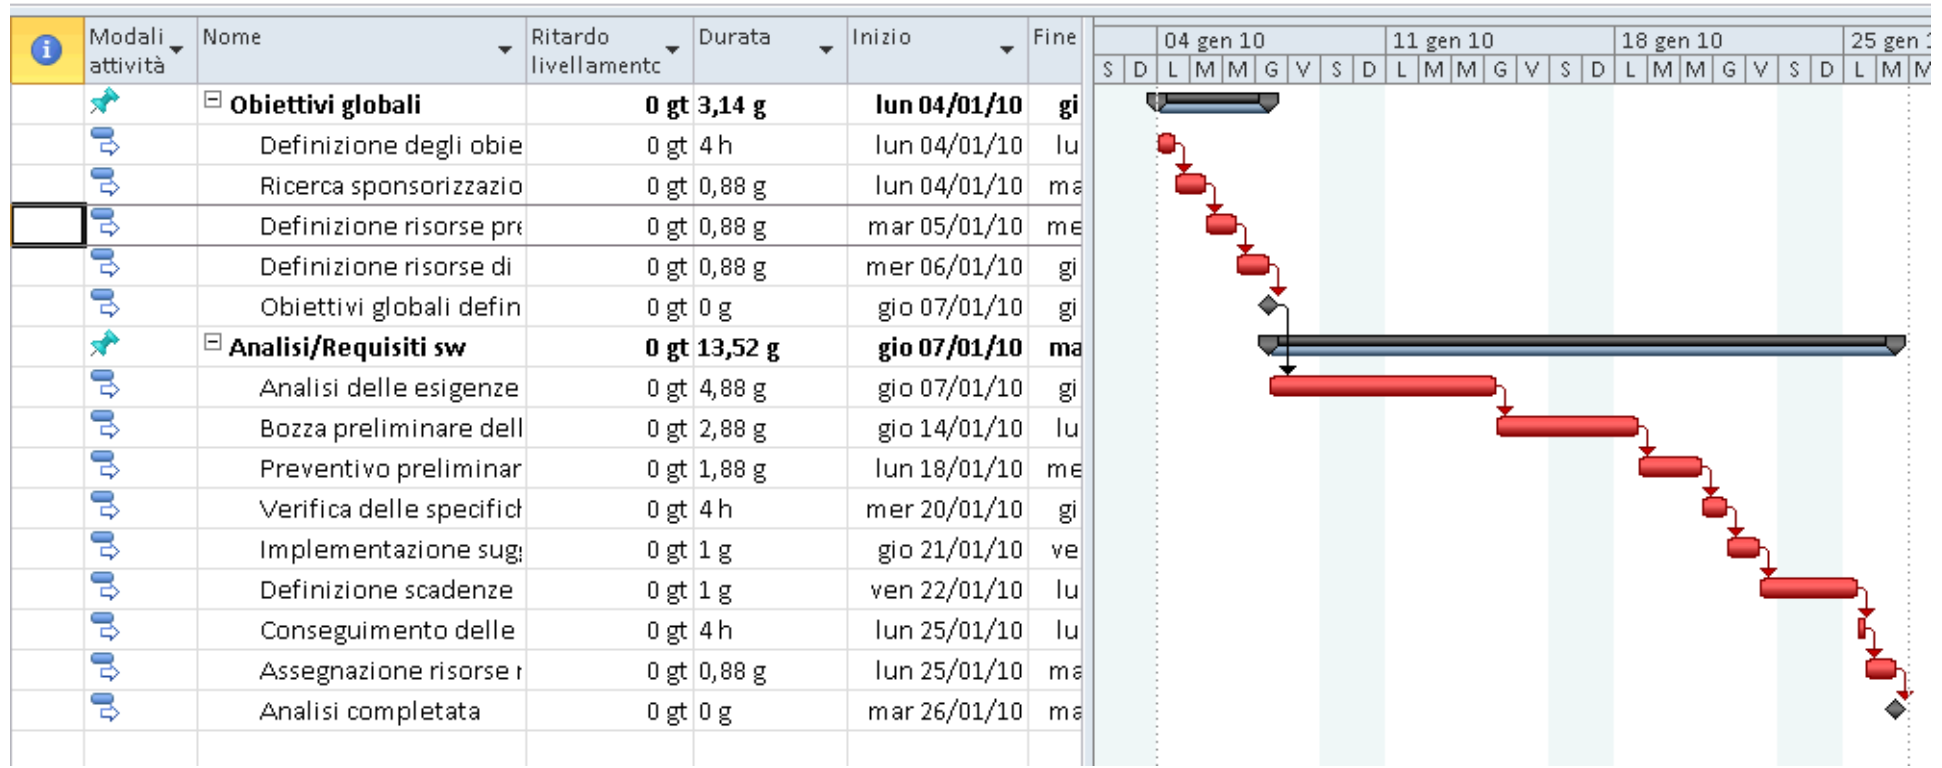 Modali attività Nome Ritardo livellamento Durata Inizio Fine
04 gen 10 11 gen 10 18 gen 10 25 gen
S D L M M G V S D L M M G V S D L M M G V S D L M M
Obiettivi globali 0 gt 3,14 g lun 04/01/10 gi
Definizione degli obie 0 gt 4 h lun 04/01/10 lu
Ricerca sponsorizzazio 0 gt 0,88 g lun 04/01/10 ma
Definizione risorse pre 0 gt 0,88 g mar 05/01/10 me
Definizione risorse di 0 gt 0,88 g mer 06/01/10 gi
Obiettivi globali defin 0 gt 0 g gio 07/01/10 gi
Analisi/Requisiti sw 0 gt 13,52 g gio 07/01/10 ma
Analisi delle esigenze 0 gt 4,88 g gio 07/01/10 gi
Bozza preliminare dell 0 gt 2,88 g gio 14/01/10 lu
Preventivo preliminar 0 gt 1,88 g lun 18/01/10 me
Verifica delle specifich 0 gt 4 h mer 20/01/10 gi
Implementazione sugg 0 gt 1 g gio 21/01/10 ve
Definizione scadenze 0 gt 1 g ven 22/01/10 lu
Conseguimento delle 0 gt 4 h lun 25/01/10 lu
Assegnazione risorse r 0 gt 0,88 g lun 25/01/10 ma
Analisi completata 0 gt 0 g mar 26/01/10 ma